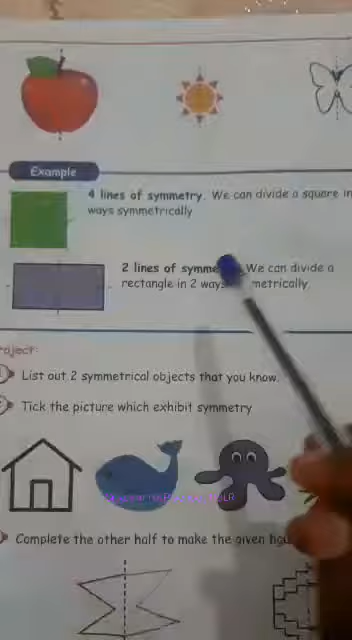 Example
4 lines of symmetry. We can divide a square in
ways symmetrically
2 lines of symme We can divide a
rectangle in 2 ways metrically.
roject:
List out 2 symmetrical objects that you know.
Tick the picture which exhibit symmetry
Complete the other half to make the given